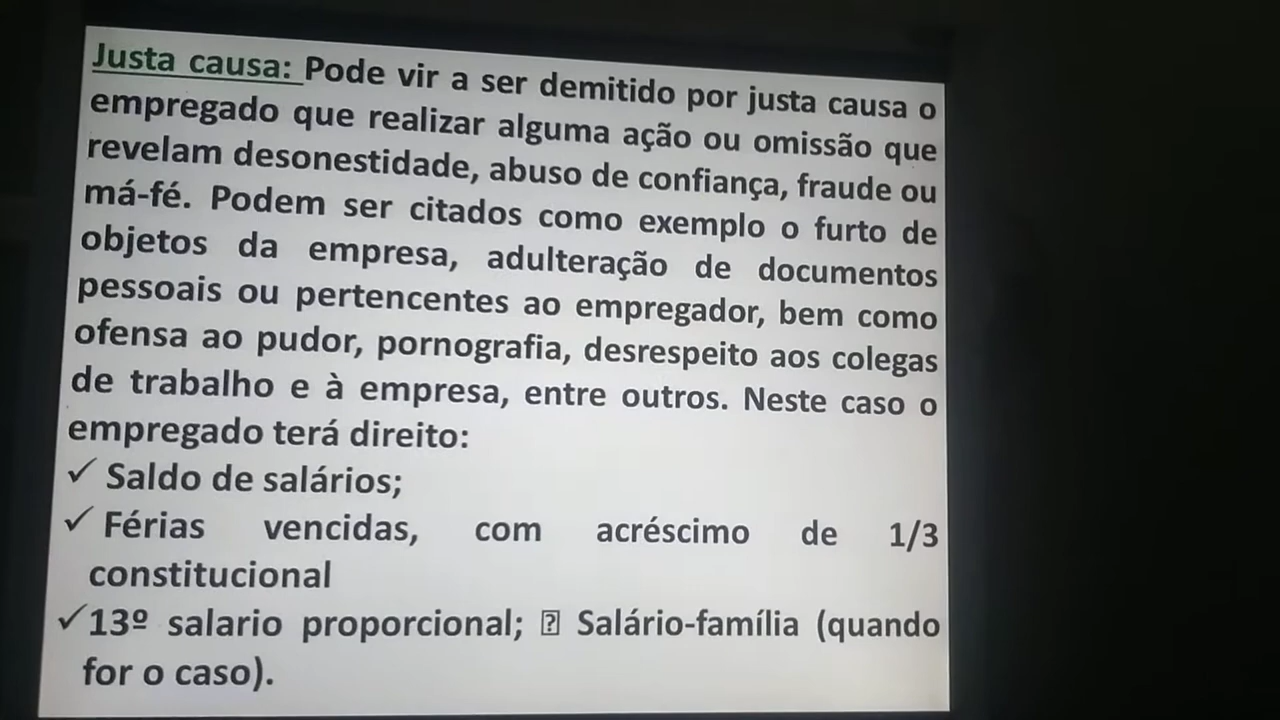 Justa causa: Pode vir a ser demitido por justa causa o
empregado que realizar alguma ação ou omissão que
revelam desonestidade, abuso de confiança, fraude ou
má-fé. Podem ser citados como exemplo o furto de
objetos da empresa, adulteração de documentos
pessoais ou pertencentes ao empregador, bem como
ofensa ao pudor, pornografia, desrespeito aos colegas
de trabalho e à empresa, entre outros. Neste caso o
empregado terá direito:
✓ Saldo de salários;
✓ Férias vencidas, com acréscimo de 1/3
constitucional
✓13º salario proporcional; ⍰ Salário-família (quando
for o caso).